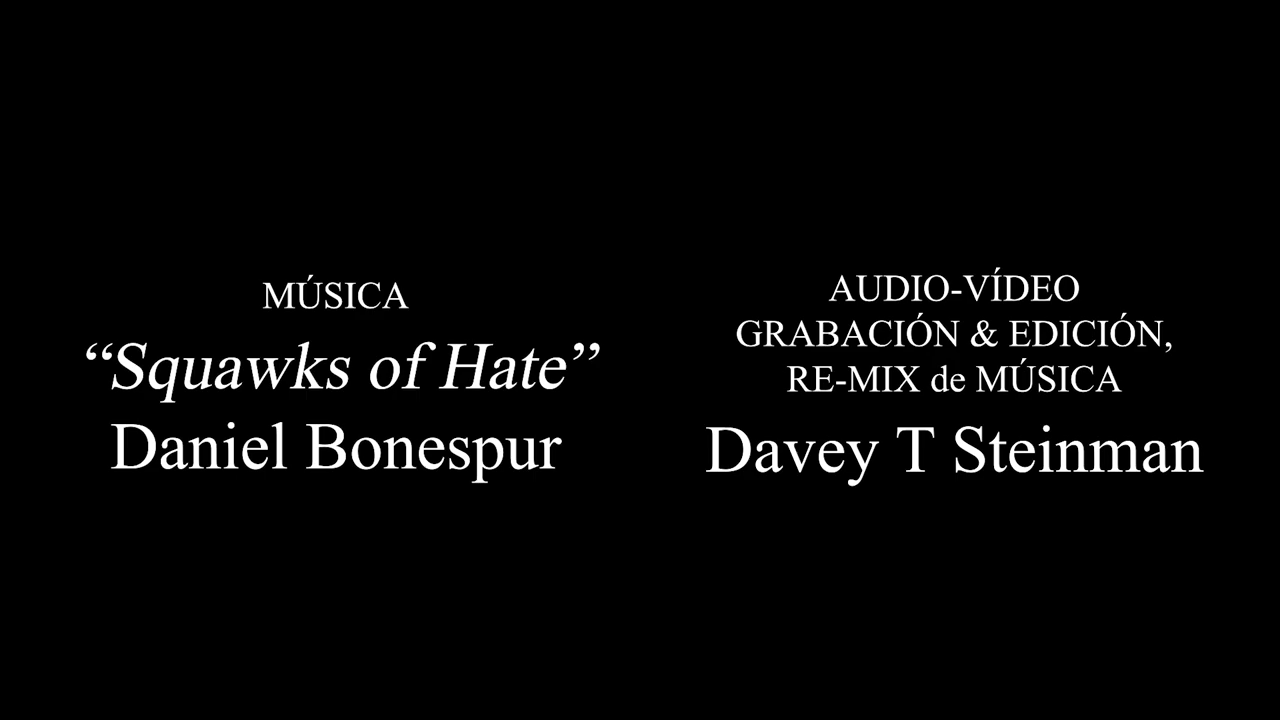 MÚSICA
“Squawks of Hate”
Daniel Bonespur
AUDIO-VÍDEO
GRABACIÓN & EDICIÓN,
RE-MIX de MÚSICA
Davey T Steinman